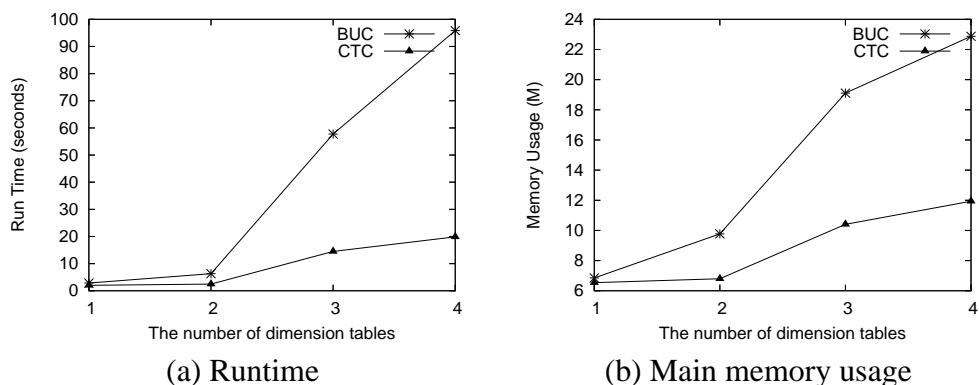 100
90
80
70
60
50
40
30
20
10
0
Run Time (seconds)
BUC
CTC
1 2 3 4
The number of dimension tables
(a) Runtime
24
22
20
18
16
14
12
10
8
6
Memory Usage (M)
BUC
CTC
1 2 3 4
The number of dimension tables
(b) Main memory usage